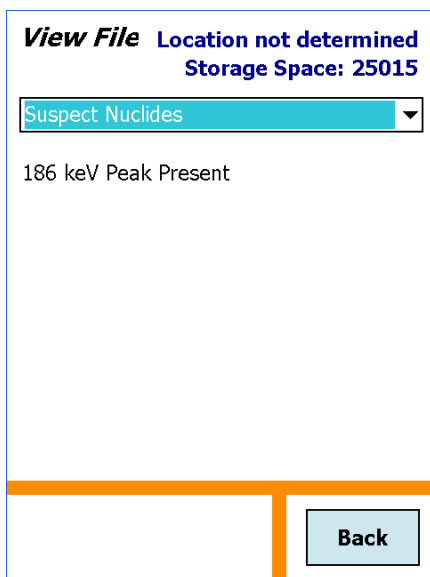 View File Location not determined
Storage Space: 25015
Suspect Nuclides
186 keV Peak Present
Back